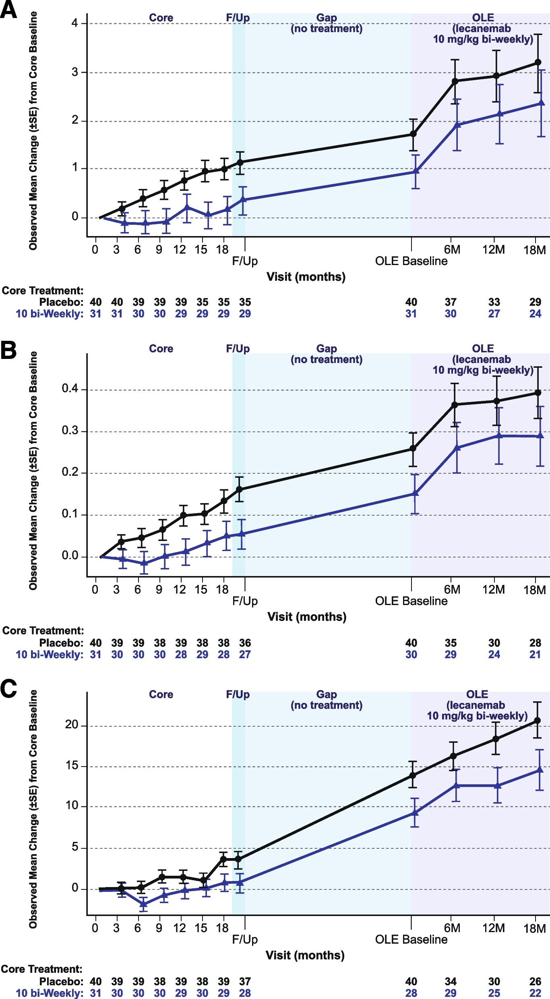 A
Observed Mean Change (±SE) from Core Baseline
Core
F/Up
Gap
(no treatment)
OLE
(lecanemab
10 mg/kg bi-weekly)
4
3
2
1
0
0 3 6 9 12 15 18 6M 12M 18M
F/Up OLE Baseline
Visit (months)
Core Treatment:
Placebo: 40 40 39 39 39 35 35 35 40 37 33 29
10 bi-Weekly: 31 31 30 30 29 29 29 29 31 30 27 24
B
Observed Mean Change (±SE) from Core Baseline
Core
F/Up
Gap
(no treatment)
OLE
(lecanemab
10 mg/kg bi-weekly)
0.4
0.3
0.2
0.1
0.0
0 3 6 9 12 15 18 6M 12M 18M
F/Up OLE Baseline
Visit (months)
Core Treatment:
Placebo: 40 39 39 38 39 38 38 36 40 35 30 28
10 bi-Weekly: 31 30 30 30 28 29 28 27 30 29 24 21
C
Observed Mean Change (±SE) from Core Baseline
Core
F/Up
Gap
(no treatment)
OLE
(lecanemab
10 mg/kg bi-weekly)
20
15
10
5
0
0 3 6 9 12 15 18 6M 12M 18M
F/Up OLE Baseline
Visit (months)
Core Treatment:
Placebo: 40 39 39 38 39 38 39 37 40 34 30 26
10 bi-Weekly: 31 30 30 30 29 30 29 28 28 29 25 22